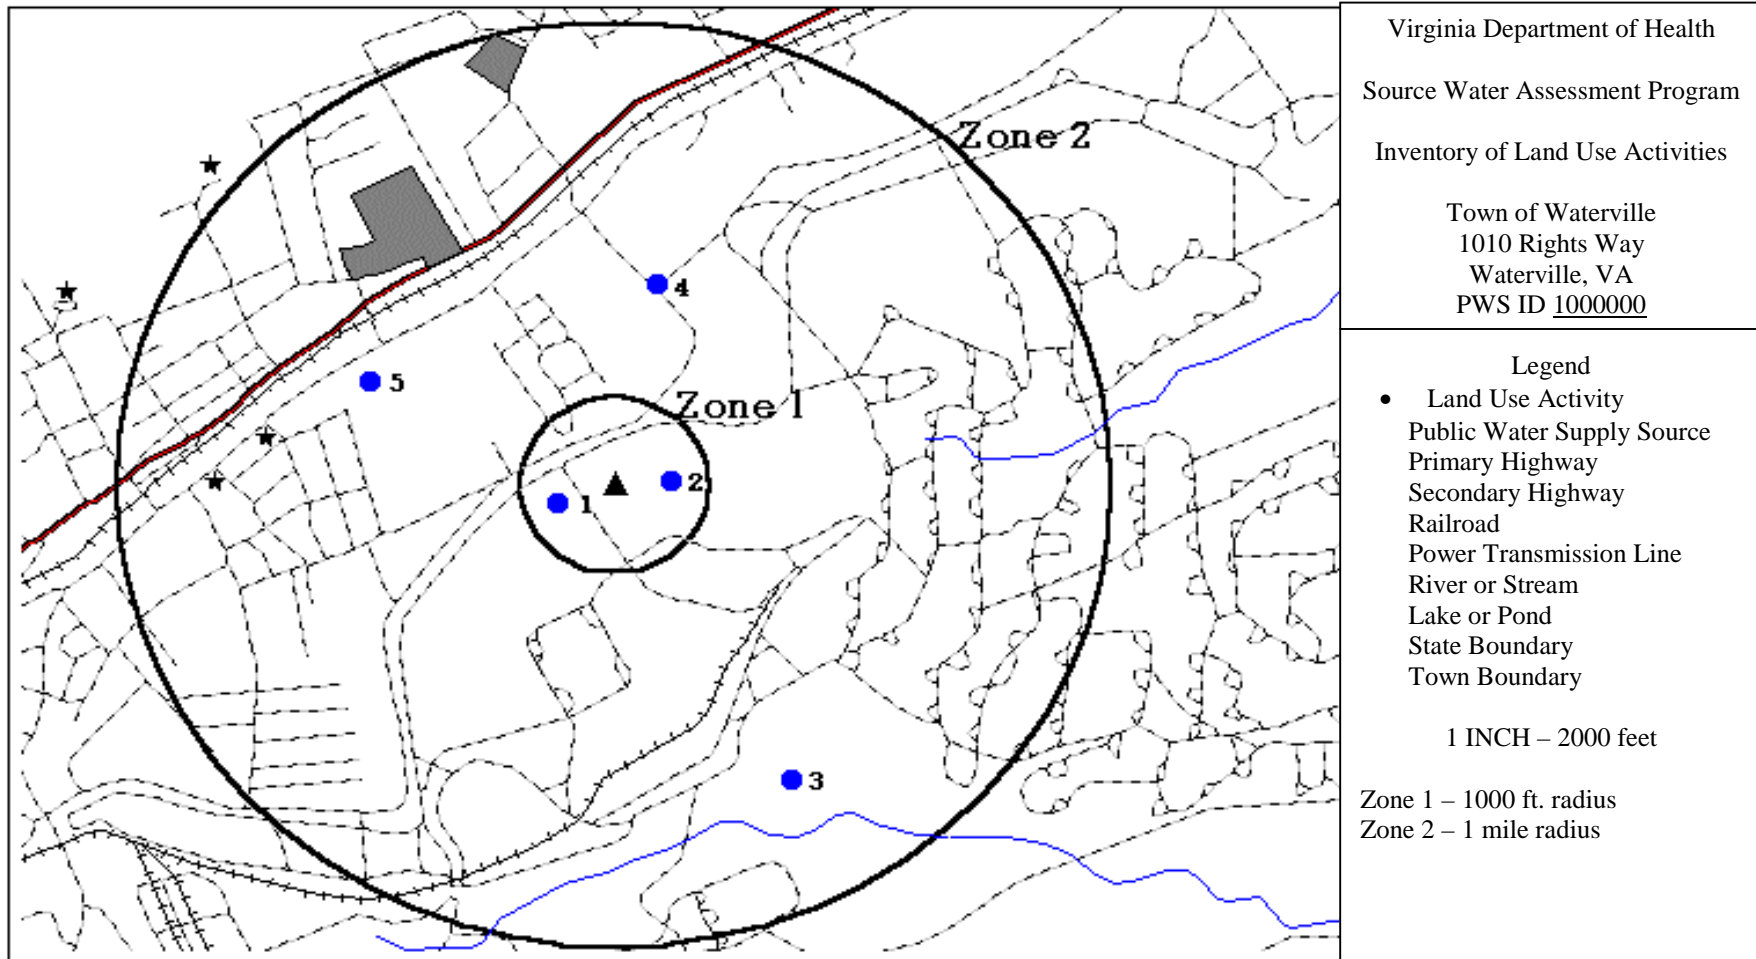 Zone 2
Zone 1
4
5
2
1
3
Virginia Department of Health
Source Water Assessment Program
Inventory of Land Use Activities
Town of Waterville
1010 Rights Way
Waterville, VA
PWS ID 1000000
Legend
• Land Use Activity
Public Water Supply Source
Primary Highway
Secondary Highway
Railroad
Power Transmission Line
River or Stream
Lake or Pond
State Boundary
Town Boundary
1 INCH – 2000 feet
Zone 1 – 1000 ft. radius
Zone 2 – 1 mile radius